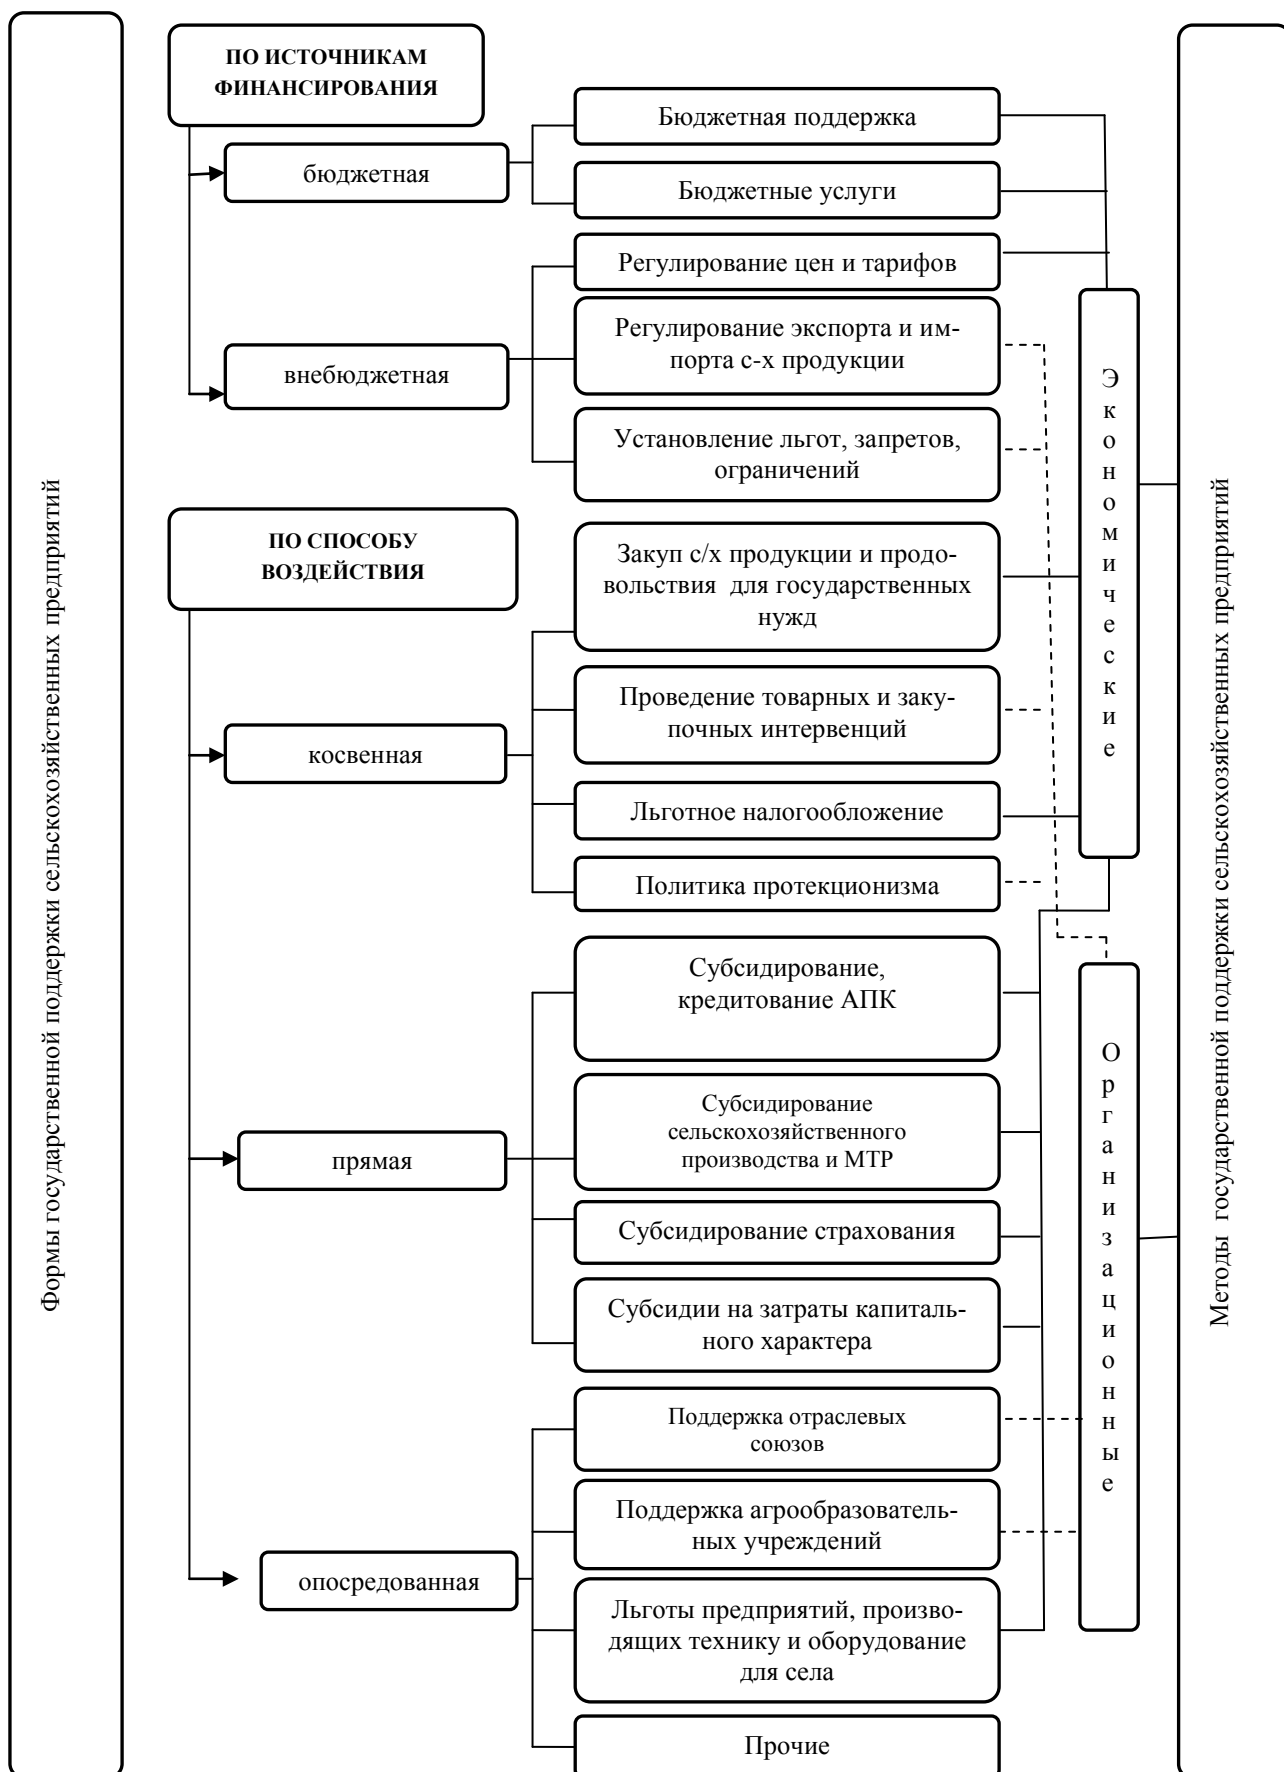 Формы государственной поддержки сельскохозяйственных предприятий
ПО ИСТОЧНИКАМ
ФИНАНСИРОВАНИЯ
бюджетная
Бюджетная поддержка
Бюджетные услуги
внебюджетная
Регулирование цен и тарифов
Регулирование экспорта и им-
порта с-х продукции
Установление льгот, запретов,
ограничений
ПО СПОСОБУ
ВОЗДЕЙСТВИЯ
косвенная
Закуп с/х продукции и продо-
вольствия для государственных
нужд
Проведение товарных и заку-
почных интервенций
Льготное налогообложение
Политика протекционизма
прямая
Субсидирование,
кредитование АПК
Субсидирование
сельскохозяйственного
производства и МТР
Субсидирование страхования
Субсидии на затраты капиталь-
ного характера
опосредованная
Поддержка отраслевых
союзов
Поддержка агрообразователь-
ных учреждений
Льготы предприятий, произво-
дящих технику и оборудование
для села
Прочие
Экономические
Организационные
Методы государственной поддержки сельскохозяйственных предприятий